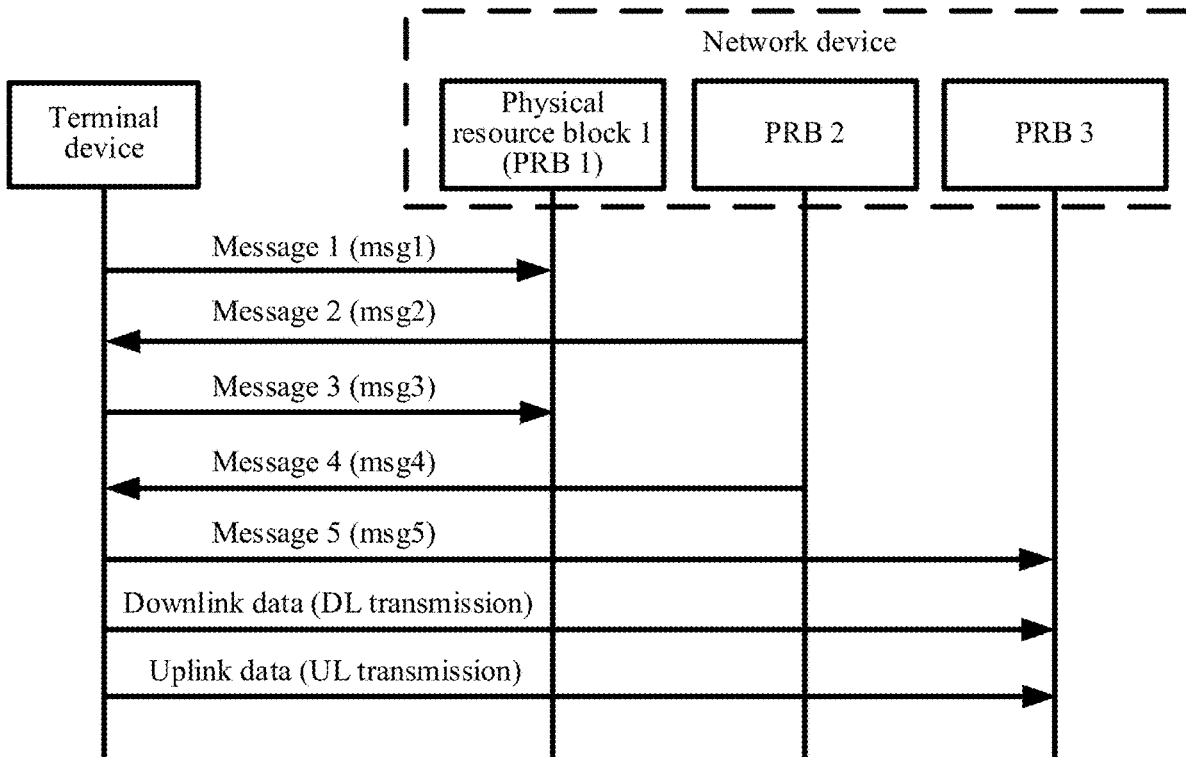 Network device
Terminal
device
Physical
resource block 1
(PRB 1)
PRB 2
PRB 3
Message 1 (msg1)
Message 2 (msg2)
Message 3 (msg3)
Message 4 (msg4)
Message 5 (msg5)
Downlink data (DL transmission)
Uplink data (UL transmission)